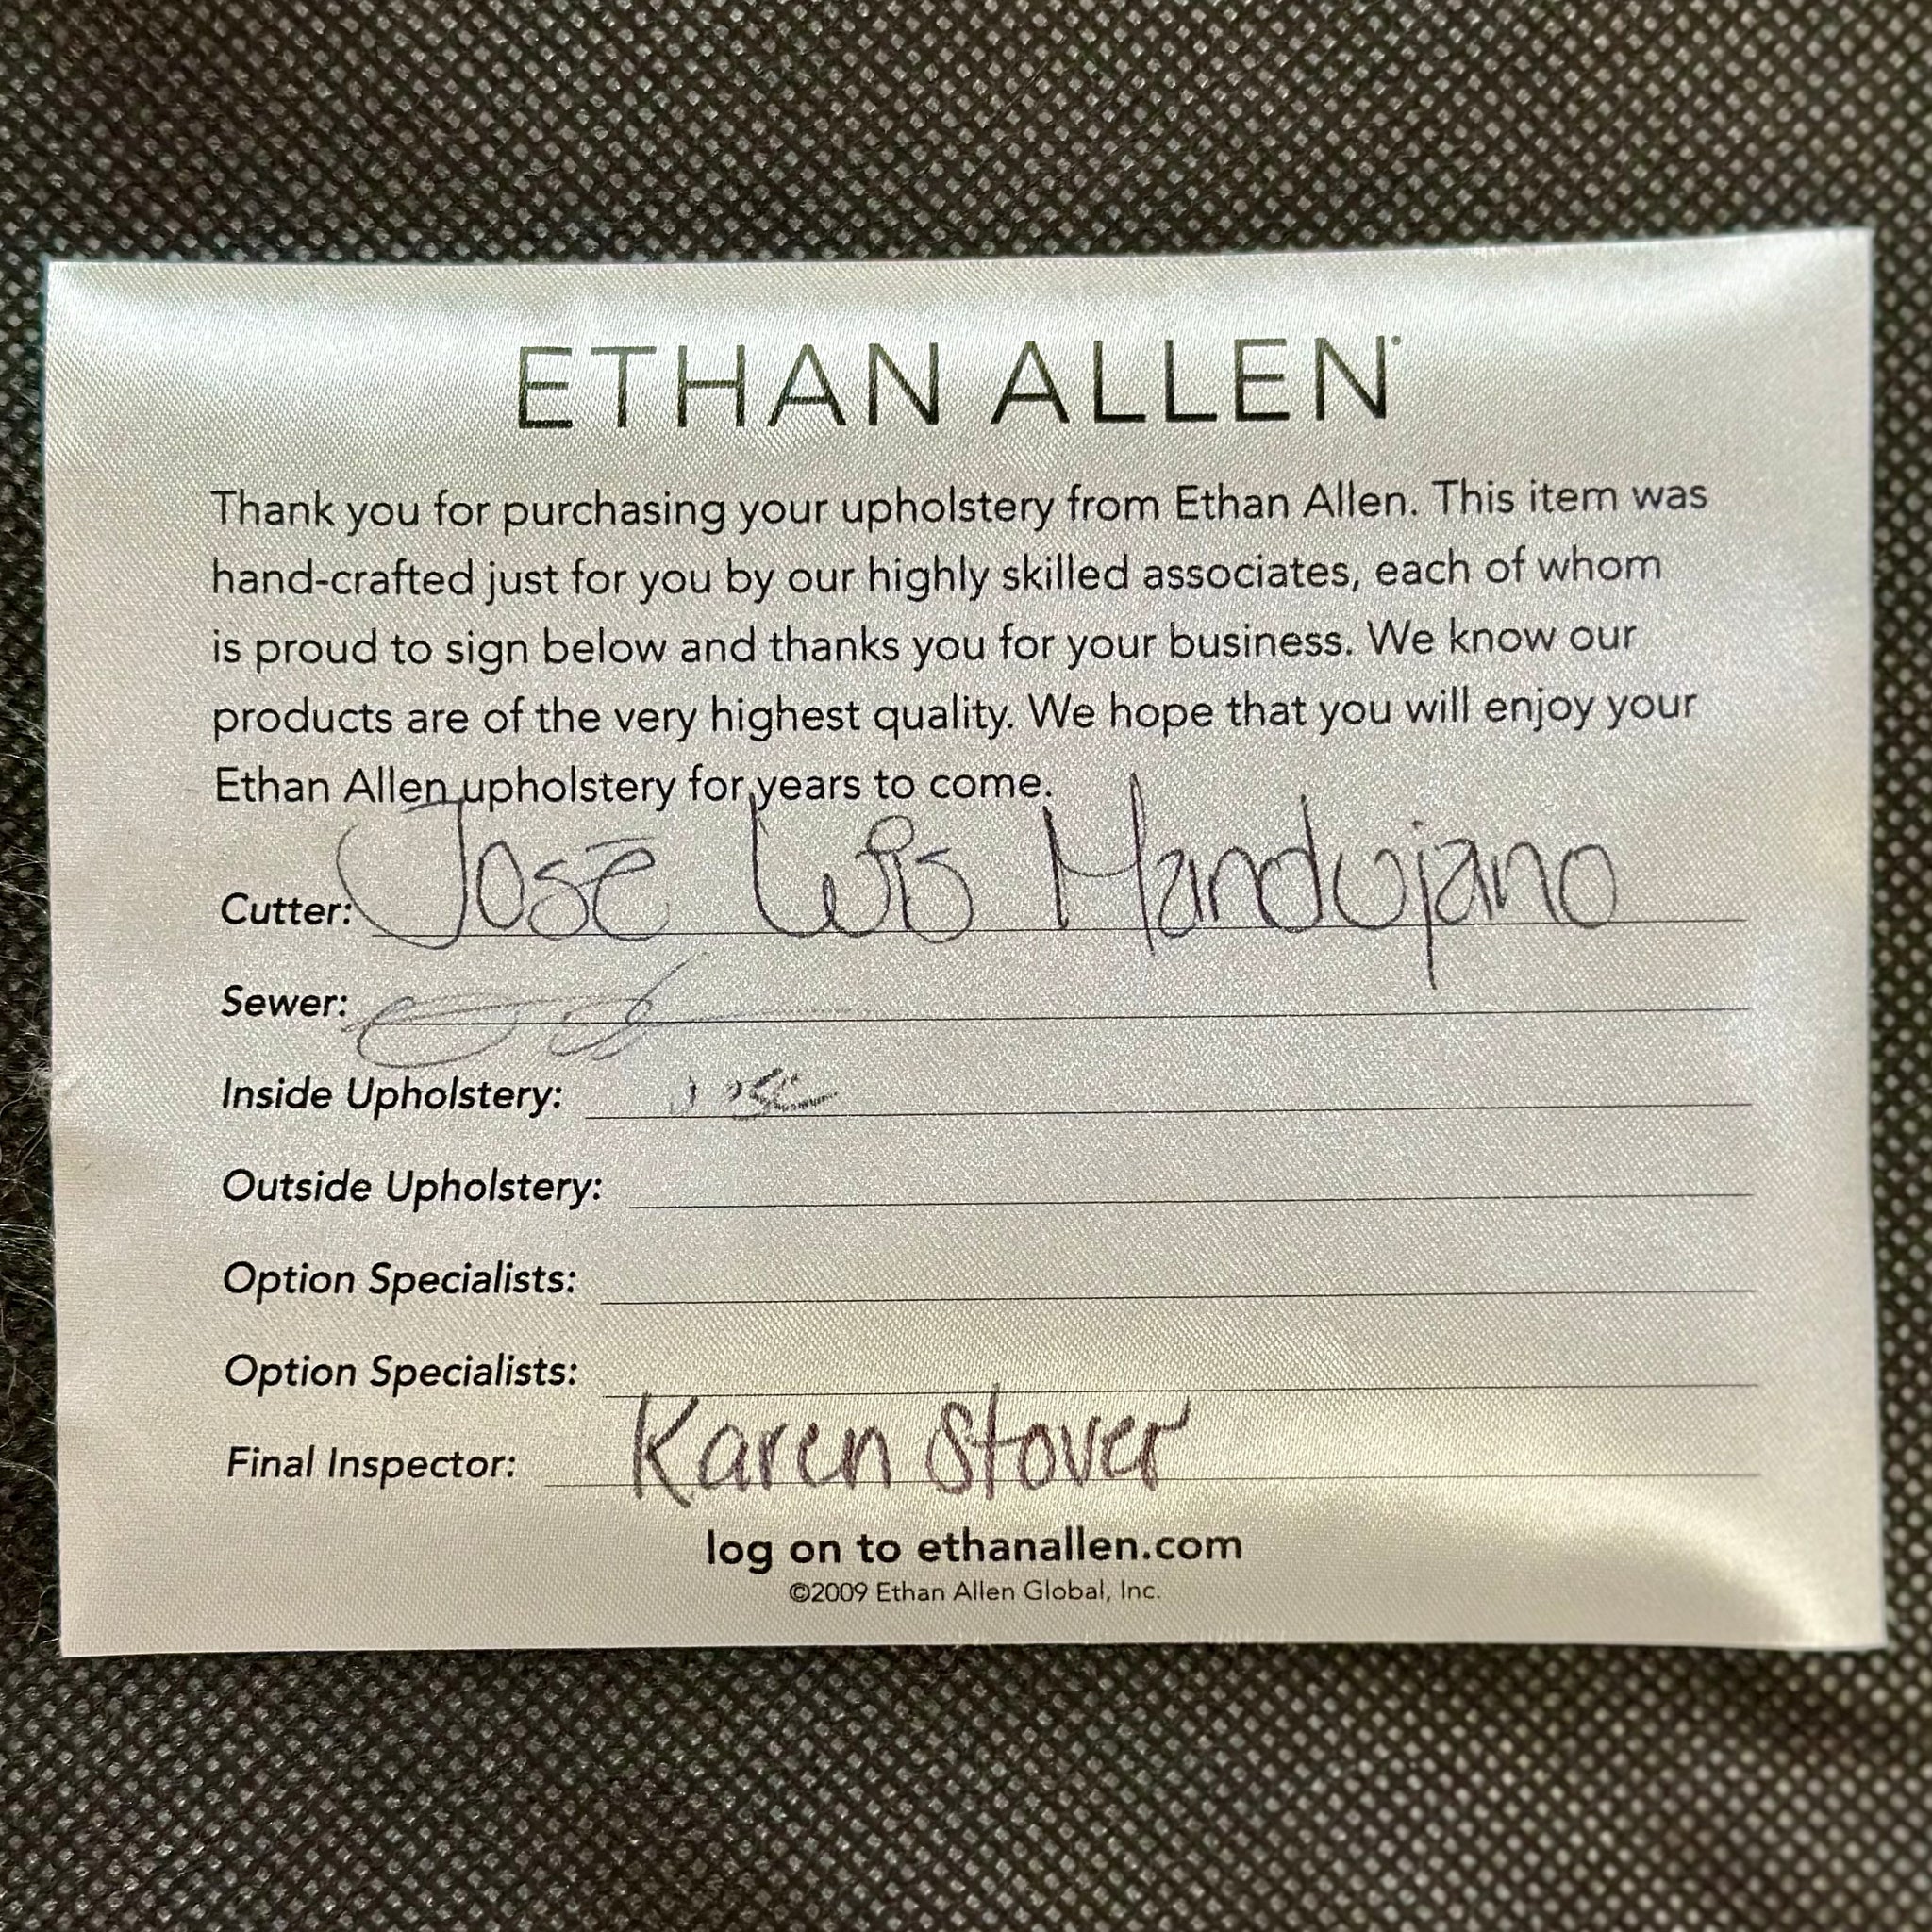 ETHAN ALLEN
Thank you for purchasing your upholstery from Ethan Allen. This item was
hand-crafted just for you by our highly skilled associates, each of whom
is proud to sign below and thanks you for your business. We know our
products are of the very highest quality. We hope that you will enjoy your
Ethan Allen upholstery for years to come.
Cutter: Jose Luis Mandujano
Sewer:
Inside Upholstery:
Outside Upholstery:
Option Specialists:
Option Specialists:
Final Inspector: Karen Stover
log on to ethanallen.com
©2009 Ethan Allen Global, Inc.